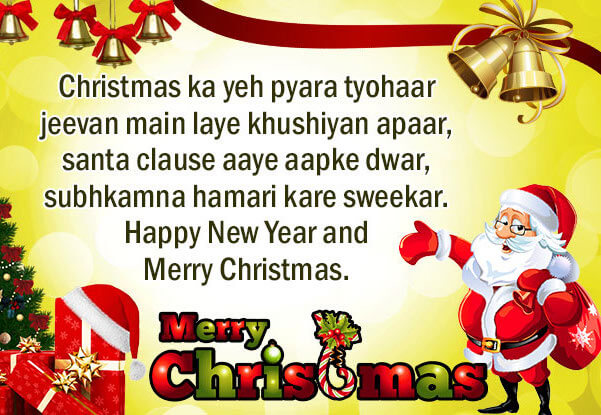 Christmas ka yeh pyara tyohaar
jeevan main laye khushiyan apaar,
santa clause aaye aapke dwar,
subhkamna hamari kare sweekar.
Happy New Year and
Merry Christmas.
Merry
Christmas